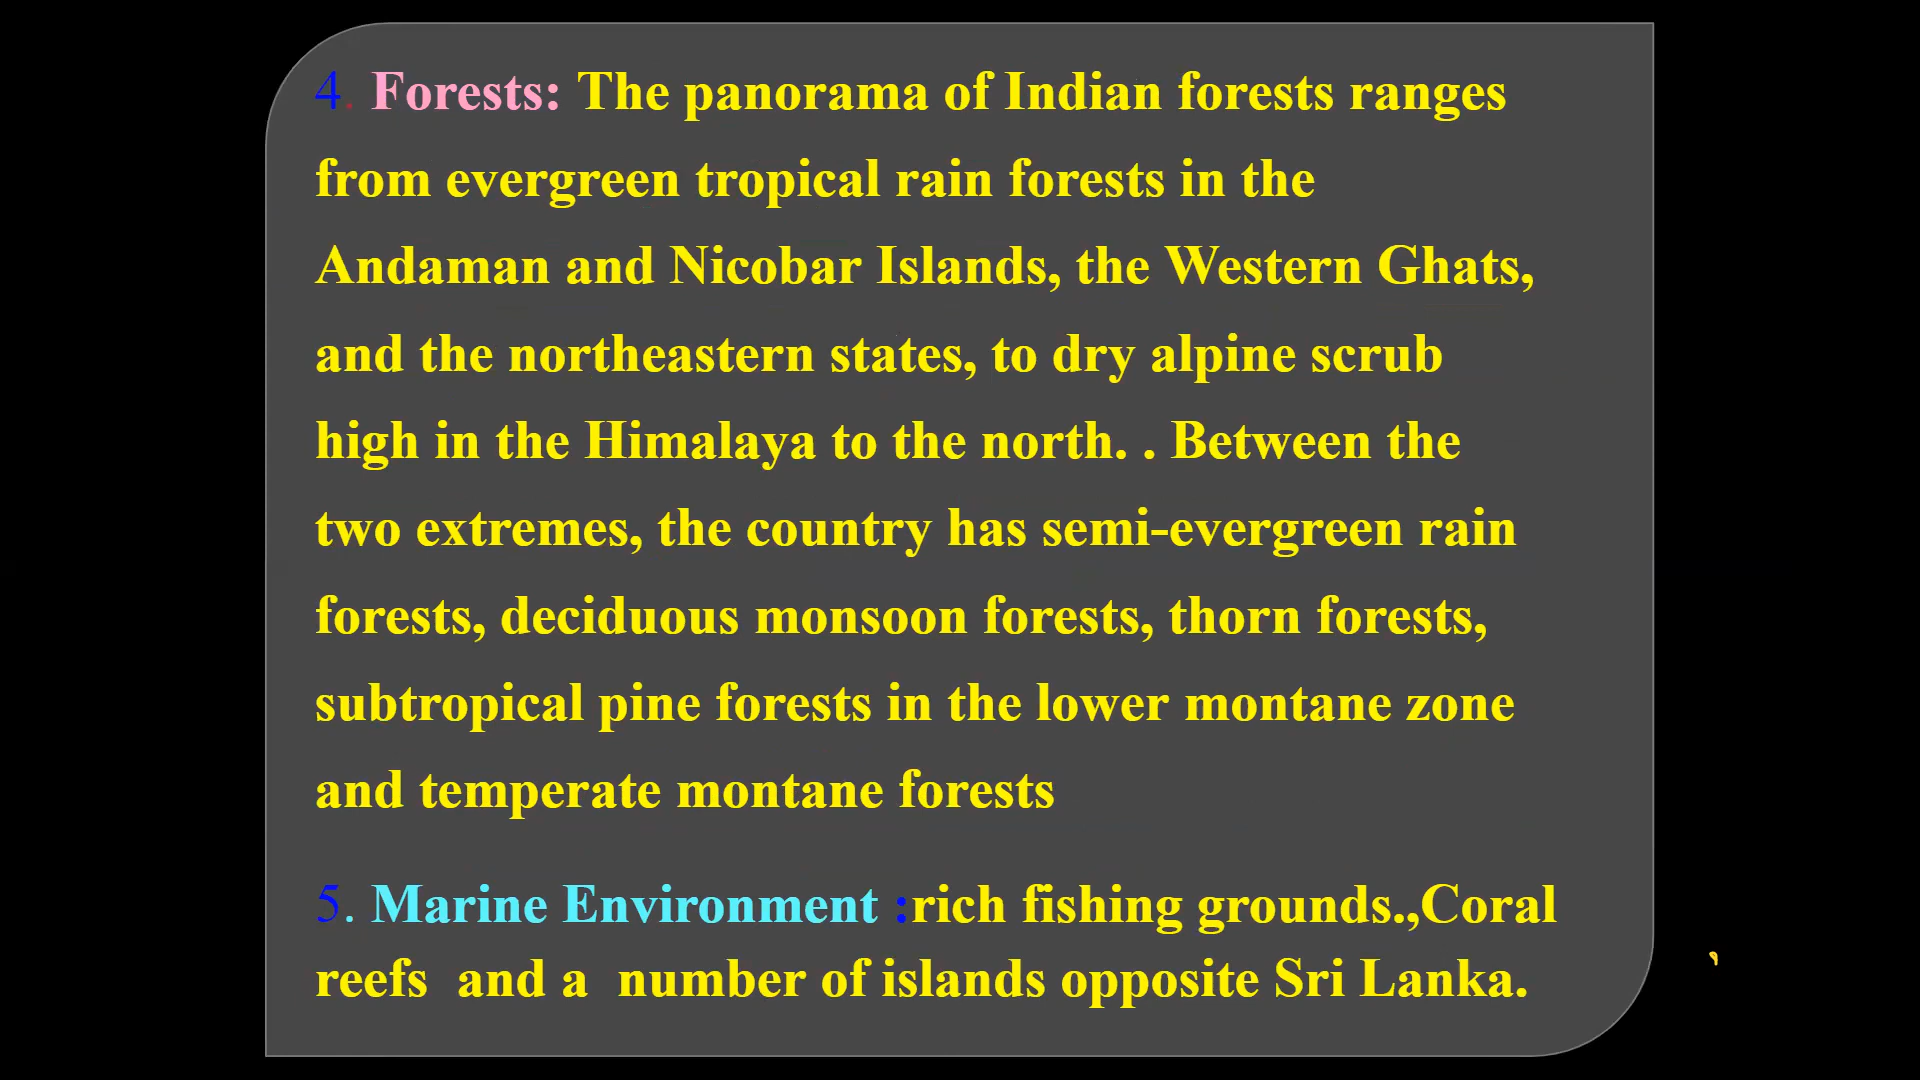 4. Forests: The panorama of Indian forests ranges
from evergreen tropical rain forests in the
Andaman and Nicobar Islands, the Western Ghats,
and the northeastern states, to dry alpine scrub
high in the Himalaya to the north. . Between the
two extremes, the country has semi-evergreen rain
forests, deciduous monsoon forests, thorn forests,
subtropical pine forests in the lower montane zone
and temperate montane forests
5. Marine Environment :rich fishing grounds.,Coral
reefs  and a  number of islands opposite Sri Lanka.
,